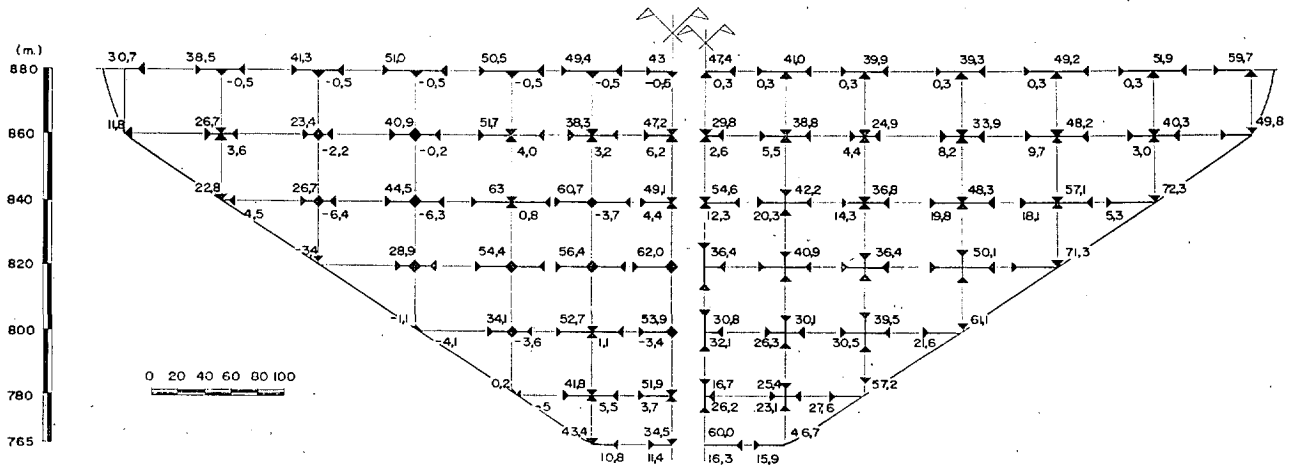 (m.)
30,7 38,5 41,3 51,0 50,5 49,4 43 47,4 41,0 39,9 39,3 49,2 51,9 59,7
880
-0,5 -0,5 -0,5 -0,5 -0,5 -0,6 0,3 0,3 0,3 0,3 0,3 0,3
11,8 26,7 23,4 40,9 51,7 38,3 47,2 29,8 38,8 24,9 33,9 48,2 40,3 49,8
860
3,6 -2,2 -0,2 4,0 3,2 6,2 2,6 5,5 4,4 8,2 9,7 3,0
22,8 26,7 44,5 63 60,7 49,1 54,6 42,2 36,8 48,3 57,1 72,3
840
-4,5 -6,4 -6,3 0,8 -3,7 4,4 12,3 20,3 14,3 19,8 18,1 5,3
-3,4 28,9 54,4 56,4 62,0 36,4 40,9 36,4 50,1 71,3
820
-1,1 34,1 52,7 53,9 30,8 30,1 39,5 61,1
800
-4,1 -3,6 1,1 -3,4 32,1 26,3 30,5 21,6
0 20 40 60 80 100
0,2 41,8 51,9 16,7 25,4 57,2
780
-5 5,5 3,7 26,2 23,1 27,6
43,4 34,5 60,0 46,7
765
10,8 11,4 16,3 15,9